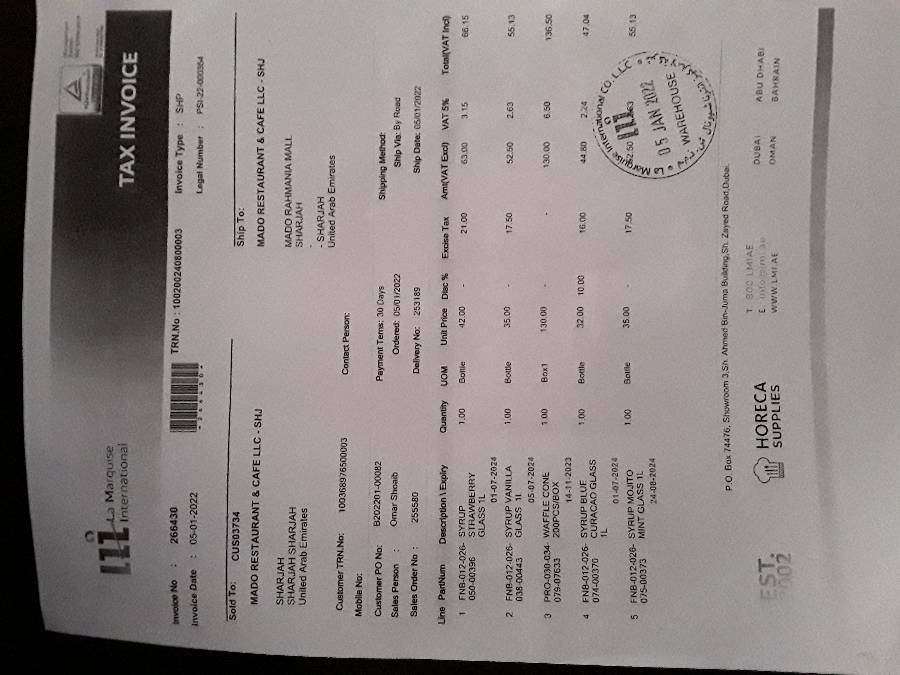 La Marquise
International
TAX INVOICE
Invoice No : 266430
TRN.No : 100200240800003
Invoice Type : SHP
Invoice Date : 05-01-2022
*266430*
Legal Number : PSI-22-000354
Sold To: CUS03734
Ship To:
MADO RESTAURANT & CAFE LLC - SHJ
MADO RESTAURANT & CAFE LLC - SHJ
SHARJAH
SHARJAH SHARJAH
United Arab Emirates
MADO RAHMANIA MALL
SHARJAH
- SHARJAH
United Arab Emirates
Customer TRN.No: 100368976500003
Mobile No:
Contact Person:
Customer PO No: B202201-00082
Payment Terms: 30 Days
Shipping Method:
Sales Person : Omar Shoaib
Ordered: 05/01/2022
Ship Via: By Road
Sales Order No : 255580
Delivery No: 253189
Ship Date: 05/01/2022
Line PartNum Description \ Expiry Quantity UOM Unit Price Disc % Excise Tax Amt(VAT Excl) VAT 5% Total(VAT Incl)
1 FNB-012-026- SYRUP 1.00 Bottle 42.00 - 21.00 63.00 3.15 66.15
050-00396 STRAWBERRY
GLASS 1L
01-07-2024
2 FNB-012-026- SYRUP VANILLA 1.00 Bottle 35.00 - 17.50 52.50 2.63 55.13
038-00443 GLASS 1L
05-07-2024
3 PRO-030-034- WAFFLE CONE 1.00 Box1 130.00 - - 130.00 6.50 136.50
079-07633 200PCS/BOX
14-11-2023
4 FNB-012-026- SYRUP BLUE 1.00 Bottle 32.00 10.00 16.00 44.80 2.24 47.04
074-00370 CURACAO GLASS
1L
01-07-2024
5 FNB-012-026- SYRUP MOJITO 1.00 Bottle 35.00 - 17.50 52.50 2.63 55.13
075-00373 MINT GLASS 1L
24-08-2024
La Marquise International CO. L.L.C
05 JAN 2022
WAREHOUSE
P.O. Box 74476, Showroom 3,Sh. Ahmed Bin-Juma Building,Sh. Zayed Road,Dubai.
EST.
2002
HORECA
SUPPLIES
T: 800 LMIAE
E : info@lmi.ae
WWW.LMI.AE
DUBAI
OMAN
ABU DHABI
BAHRAIN